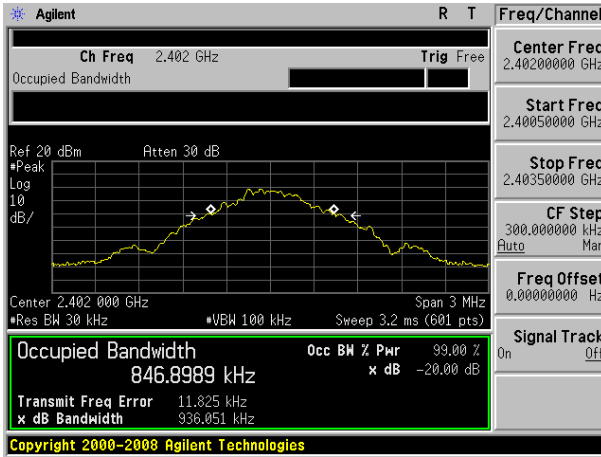 Agilent R T Freq/Channel
Ch Freq 2.402 GHz Trig Free
Occupied Bandwidth
Center Freq
2.40200000 GHz
Start Freq
2.40050000 GHz
Stop Freq
2.40350000 GHz
CF Step
300.000000 kHz
Auto Man
Freq Offset
0.00000000 Hz
Signal Track
On Off
Ref 20 dBm Atten 30 dB
#Peak
Log
10
dB/
Center 2.402 000 GHz Span 3 MHz
#Res BW 30 kHz #VBW 100 kHz Sweep 3.2 ms (601 pts)
Occupied Bandwidth Occ BW % Pwr 99.00 %
846.8989 kHz x dB -20.00 dB
Transmit Freq Error 11.825 kHz
x dB Bandwidth 936.051 kHz
Copyright 2000-2008 Agilent Technologies